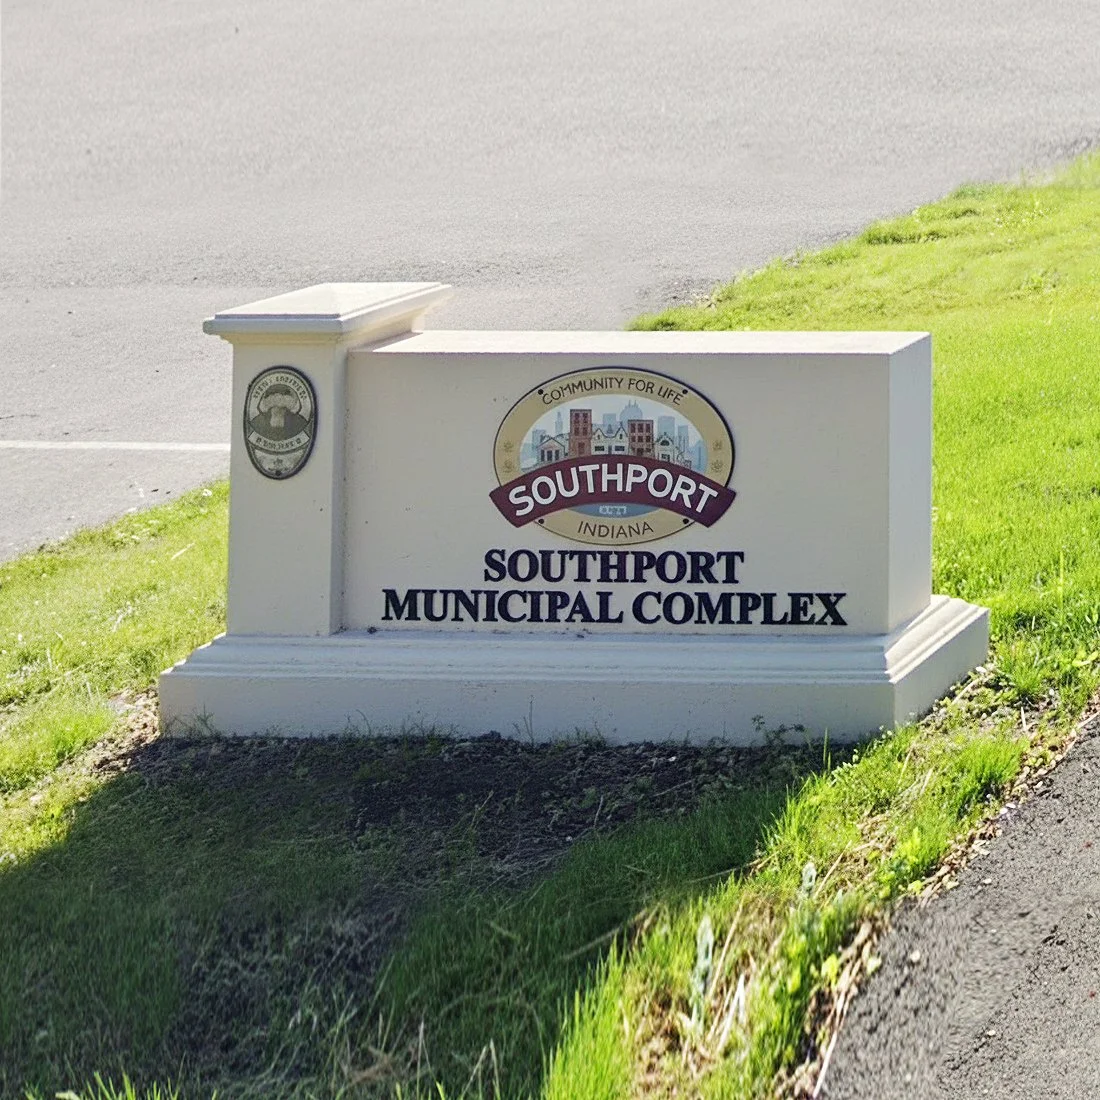 COMMUNITY FOR LIFE
SOUTHPORT
INDIANA
SOUTHPORT
MUNICIPAL COMPLEX